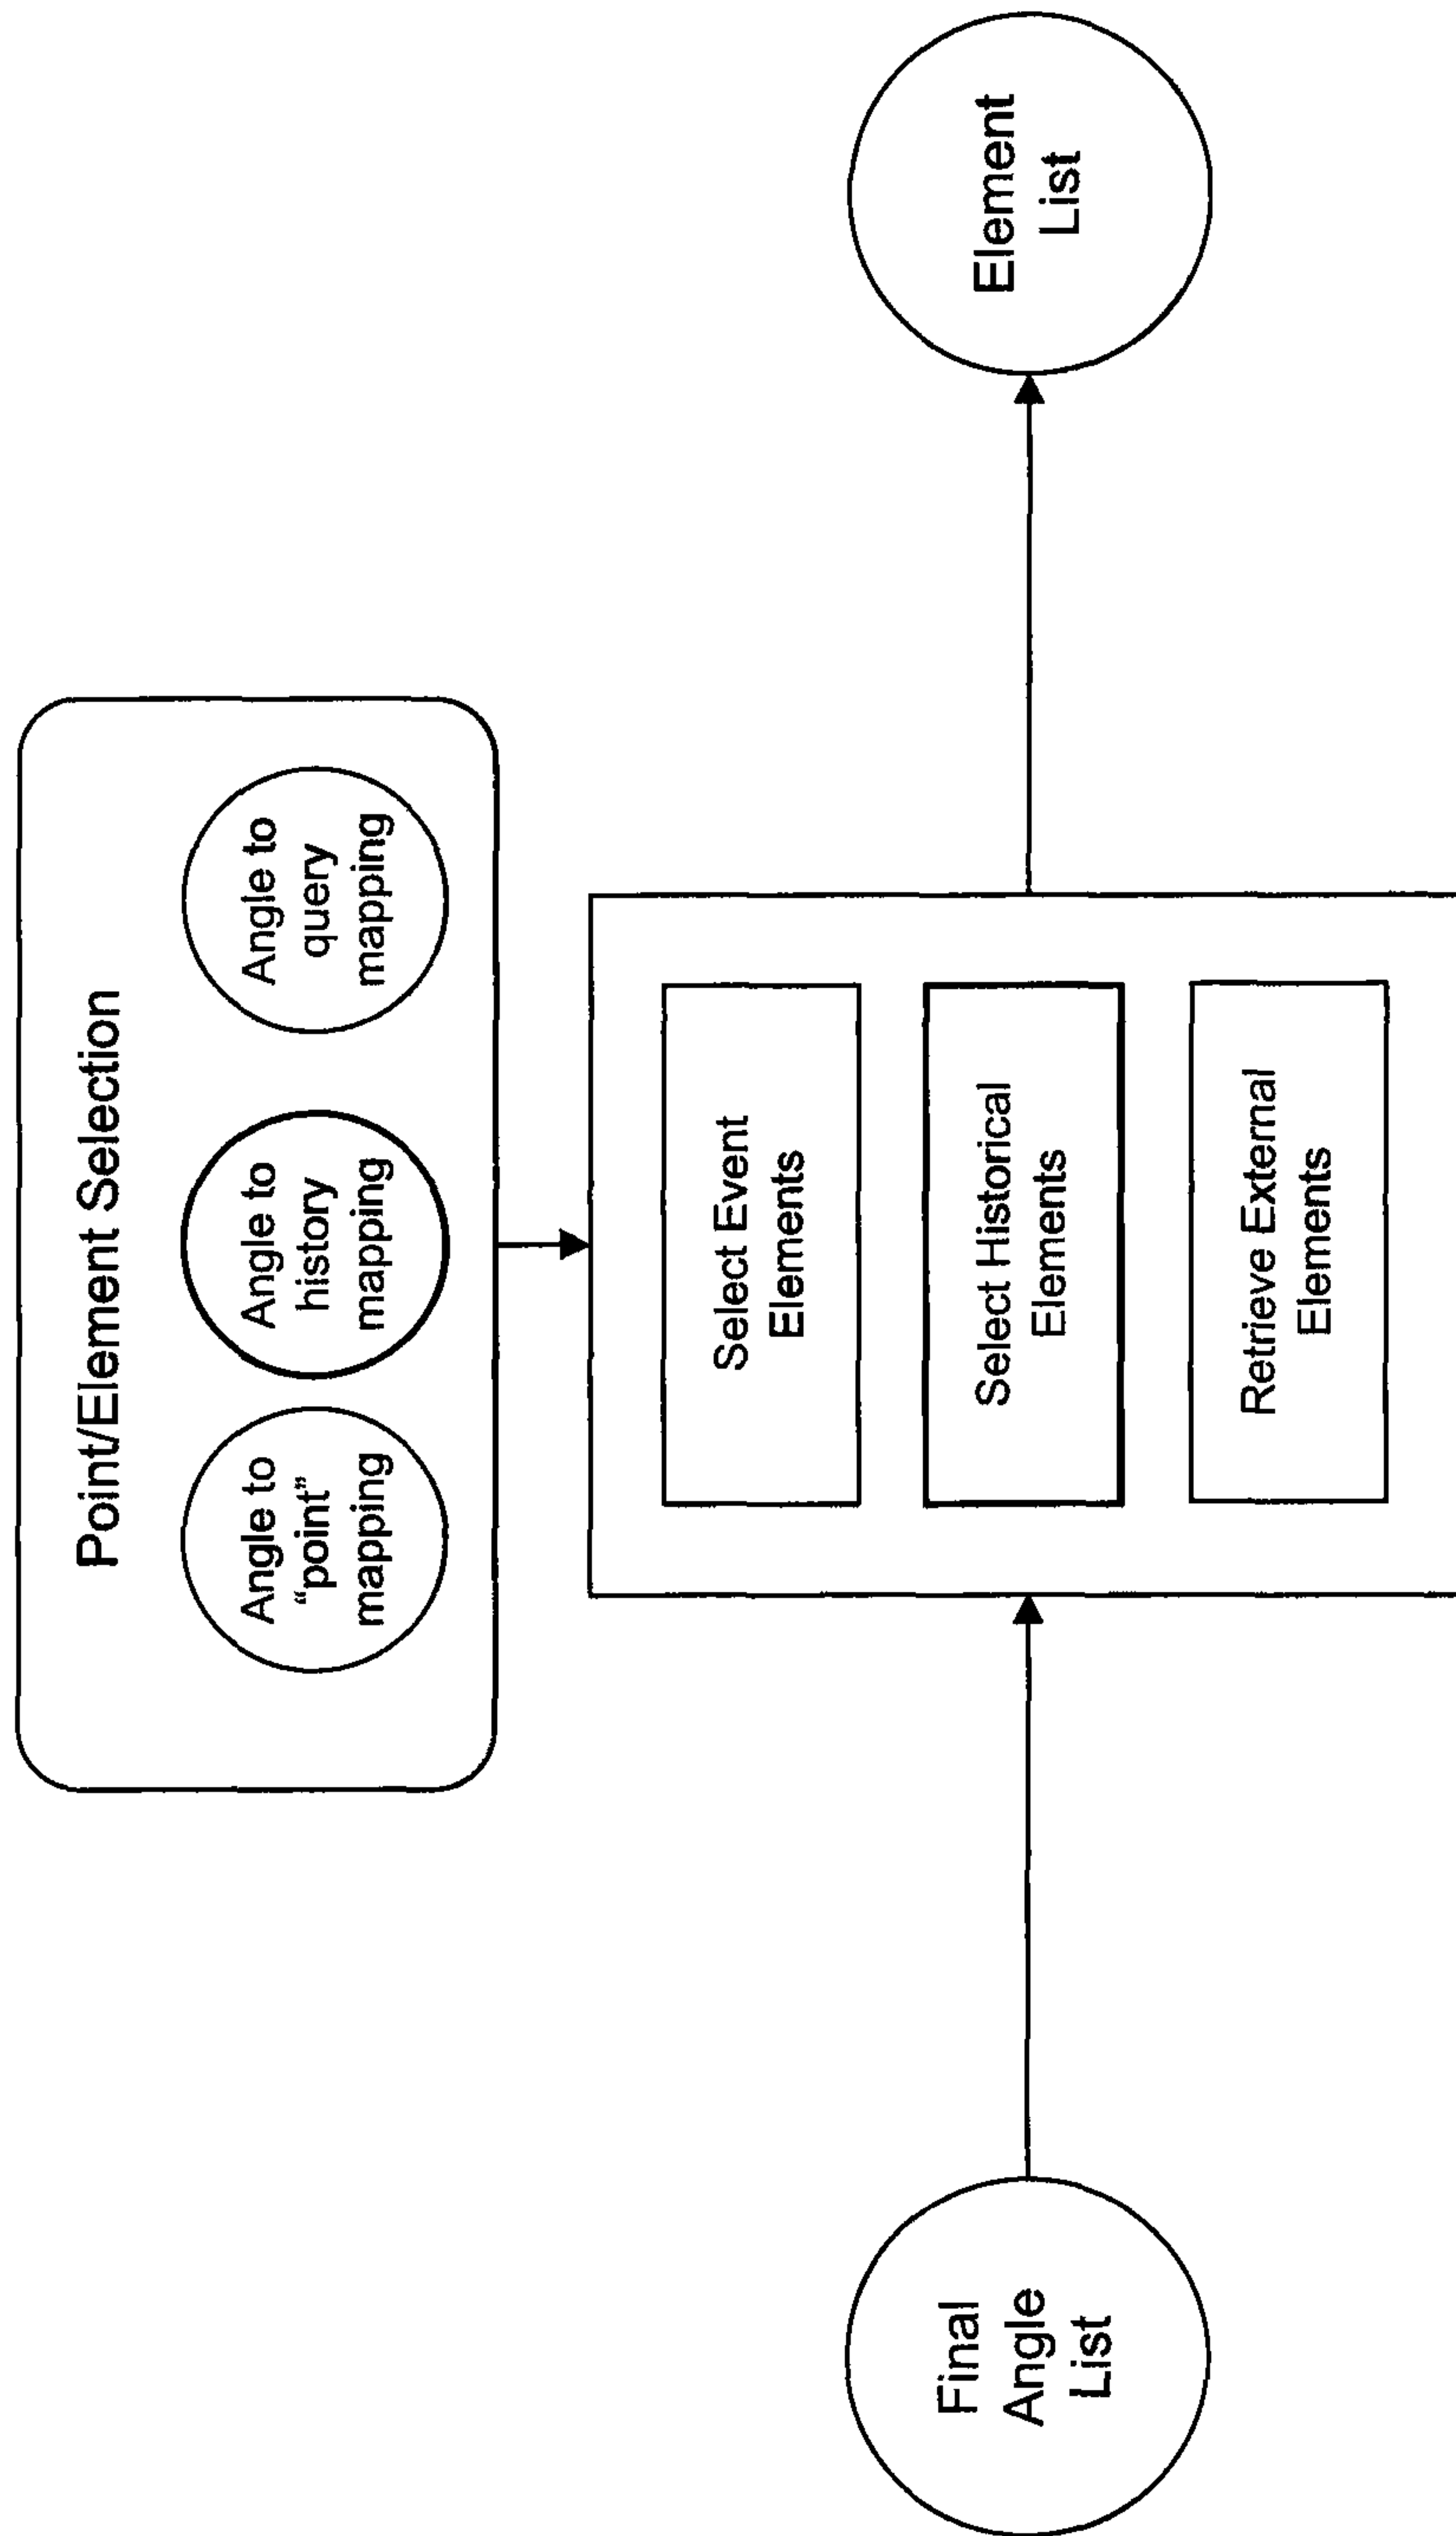 Point/Element Selection
Angle to
“point”
mapping
Angle to
history
mapping
Angle to
query
mapping
Final
Angle
List
Select Event
Elements
Select Historical
Elements
Retrieve External
Elements
Element
List